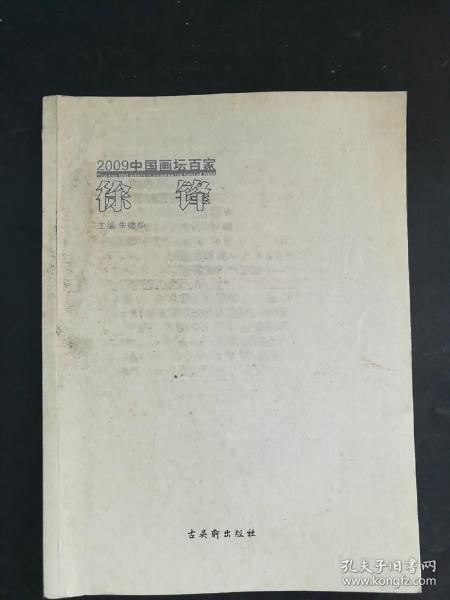 2009中国画坛百家
徐 锋
主编 朱德华
古吴轩出版社
孔夫子旧书网
www.kongfz.com